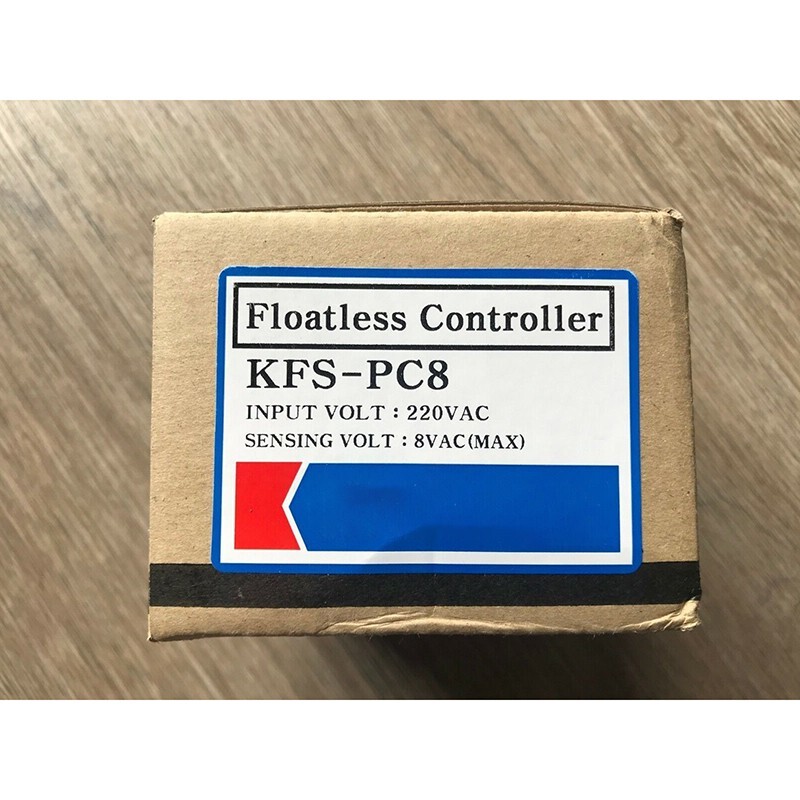 Floatless Controller
KFS-PC8
INPUT VOLT : 220VAC
SENSING VOLT : 8VAC(MAX)